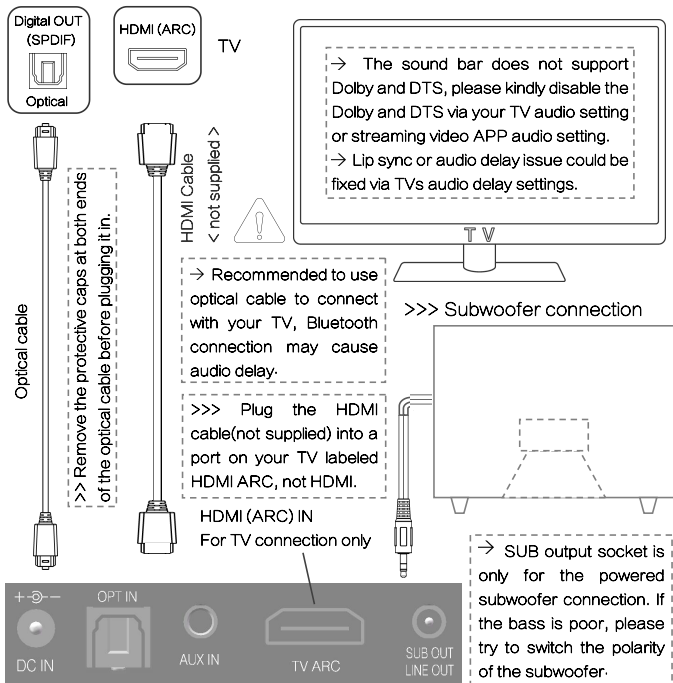 Digital OUT
(SPDIF)
Optical
HDMI (ARC)
TV
→ The sound bar does not support
Dolby and DTS, please kindly disable the
Dolby and DTS via your TV audio setting
or streaming video APP audio setting.
→ Lip sync or audio delay issue could be
fixed via TVs audio delay settings.
TV
Optical cable
>> Remove the protective caps at both ends
of the optical cable before plugging it in.
HDMI Cable
< not supplied >
→ Recommended to use
optical cable to connect
with your TV, Bluetooth
connection may cause
audio delay.
>>> Plug the HDMI
cable(not supplied) into a
port on your TV labeled
HDMI ARC, not HDMI.
HDMI (ARC) IN
For TV connection only
>>> Subwoofer connection
→ SUB output socket is
only for the powered
subwoofer connection. If
the bass is poor, please
try to switch the polarity
of the subwoofer.
DC IN
OPT IN
AUX IN
TV ARC
SUB OUT
LINE OUT